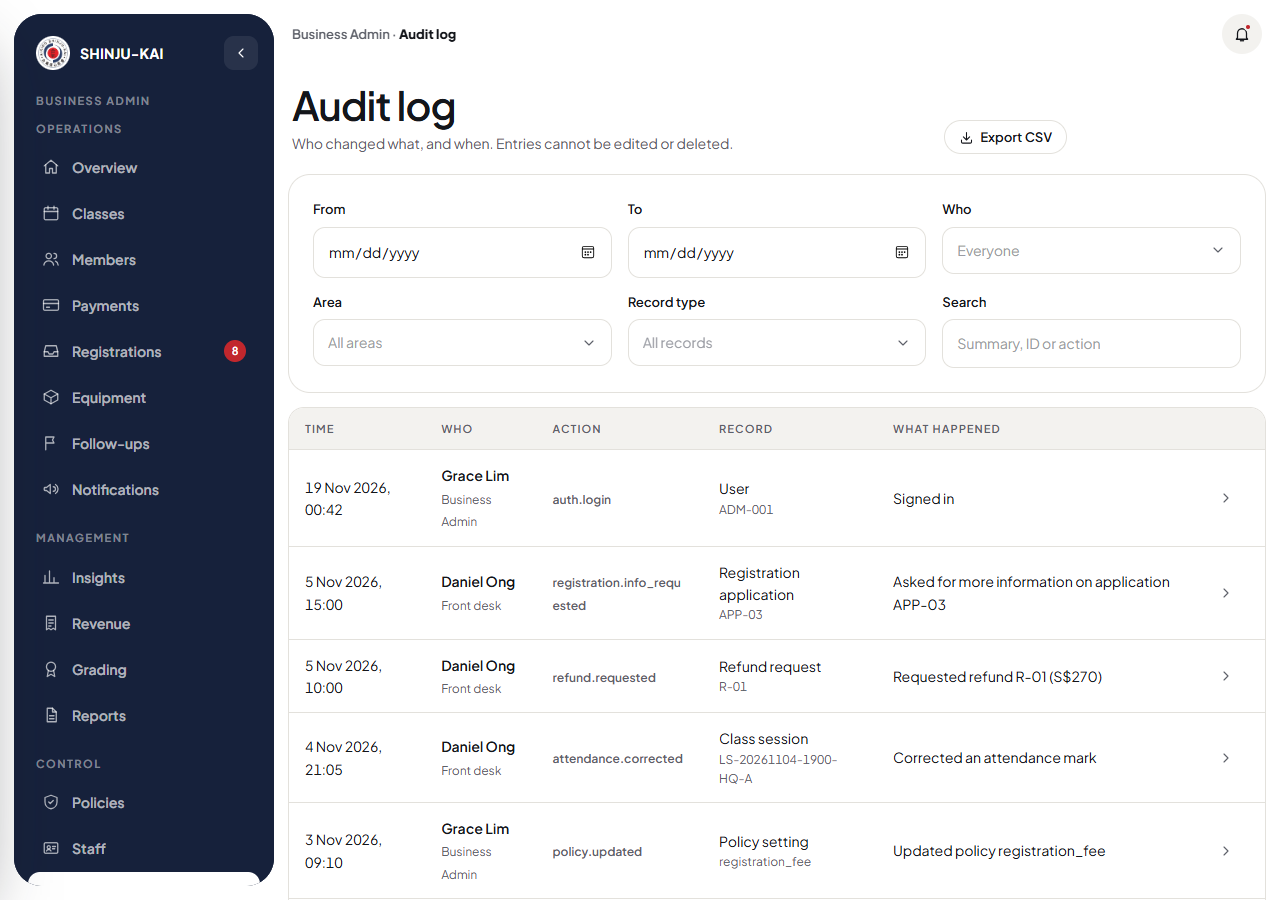 SHINJU-KAI
BUSINESS ADMIN
OPERATIONS
Overview
Classes
Members
Payments
Registrations 8
Equipment
Follow-ups
Notifications
MANAGEMENT
Insights
Revenue
Grading
Reports
CONTROL
Policies
Staff
Business Admin · Audit log
Audit log
Who changed what, and when. Entries cannot be edited or deleted.
Export CSV
From To Who
mm/dd/yyyy mm/dd/yyyy Everyone
Area Record type Search
All areas All records Summary, ID or action
TIME WHO ACTION RECORD WHAT HAPPENED
19 Nov 2026,
00:42
Grace Lim
Business
Admin
auth.login
User
ADM-001
Signed in
5 Nov 2026,
15:00
Daniel Ong
Front desk
registration.info_requ
ested
Registration
application
APP-03
Asked for more information on application
APP-03
5 Nov 2026,
10:00
Daniel Ong
Front desk
refund.requested
Refund request
R-01
Requested refund R-01 (S$270)
4 Nov 2026,
21:05
Daniel Ong
Front desk
attendance.corrected
Class session
LS-20261104-1900-
HQ-A
Corrected an attendance mark
3 Nov 2026,
09:10
Grace Lim
Business
Admin
policy.updated
Policy setting
registration_fee
Updated policy registration_fee